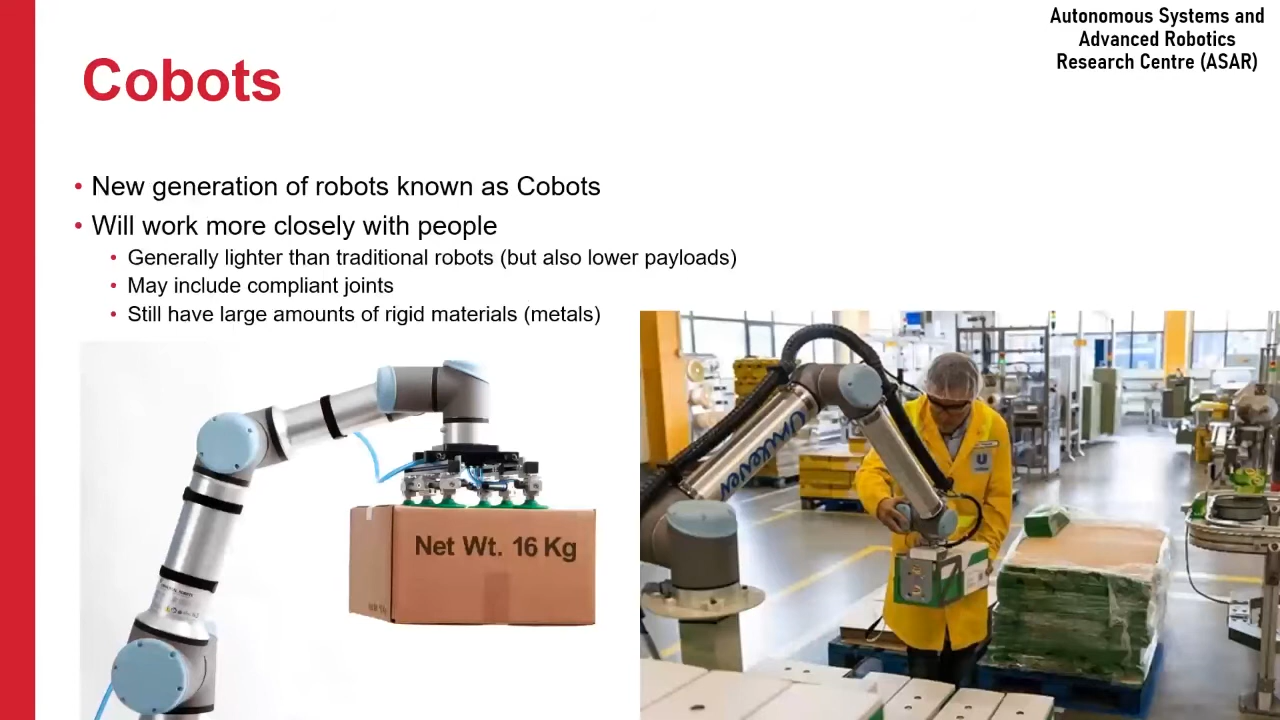 Autonomous Systems and
Advanced Robotics
Research Centre (ASAR)
Cobots
• New generation of robots known as Cobots
• Will work more closely with people
• Generally lighter than traditional robots (but also lower payloads)
• May include compliant joints
• Still have large amounts of rigid materials (metals)
Net Wt. 16 Kg
Unilever
U